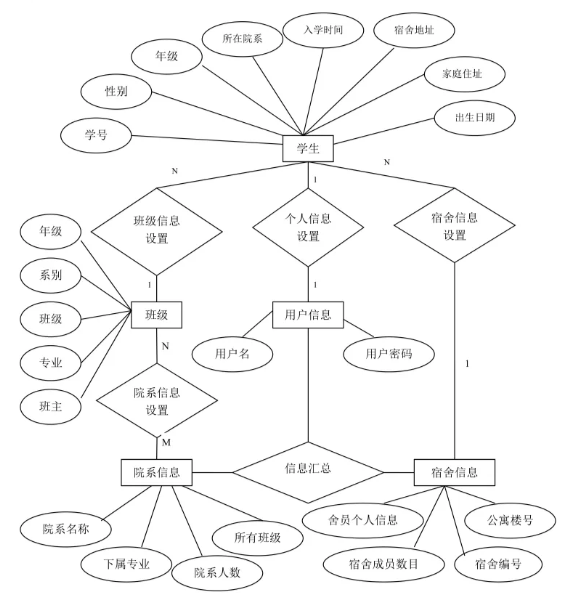 入学时间
宿舍地址
所在院系
年级
家庭住址
性别
出生日期
学号
学生
N
1
N
班级信息
设置
个人信息
设置
宿舍信息
设置
年级
系别
1
1
班级
班级
用户信息
N
用户名
用户密码
专业
1
院系信息
设置
班主
M
院系信息
信息汇总
宿舍信息
舍员个人信息
公寓楼号
院系名称
所有班级
下属专业
院系人数
宿舍成员数目
宿舍编号